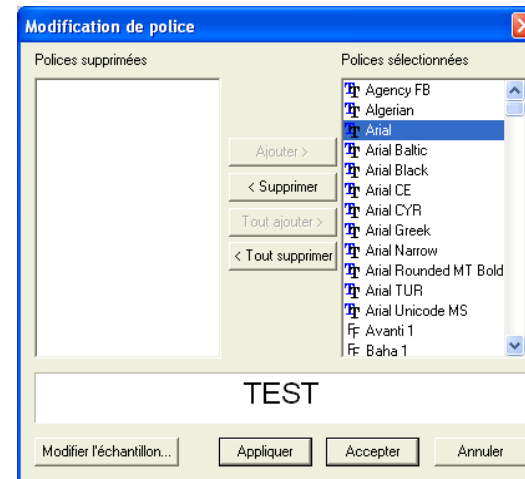 Modification de police
Polices supprimées
Polices sélectionnées
Agency FB
Algerian
Arial
Arial Baltic
Arial Black
Arial CE
Arial CYR
Arial Greek
Arial Narrow
Arial Rounded MT Bold
Arial TUR
Arial Unicode MS
Avanti 1
Baha 1
Ajouter >
< Supprimer
Tout ajouter >
< Tout supprimer
TEST
Modifier l'échantillon...
Appliquer
Accepter
Annuler